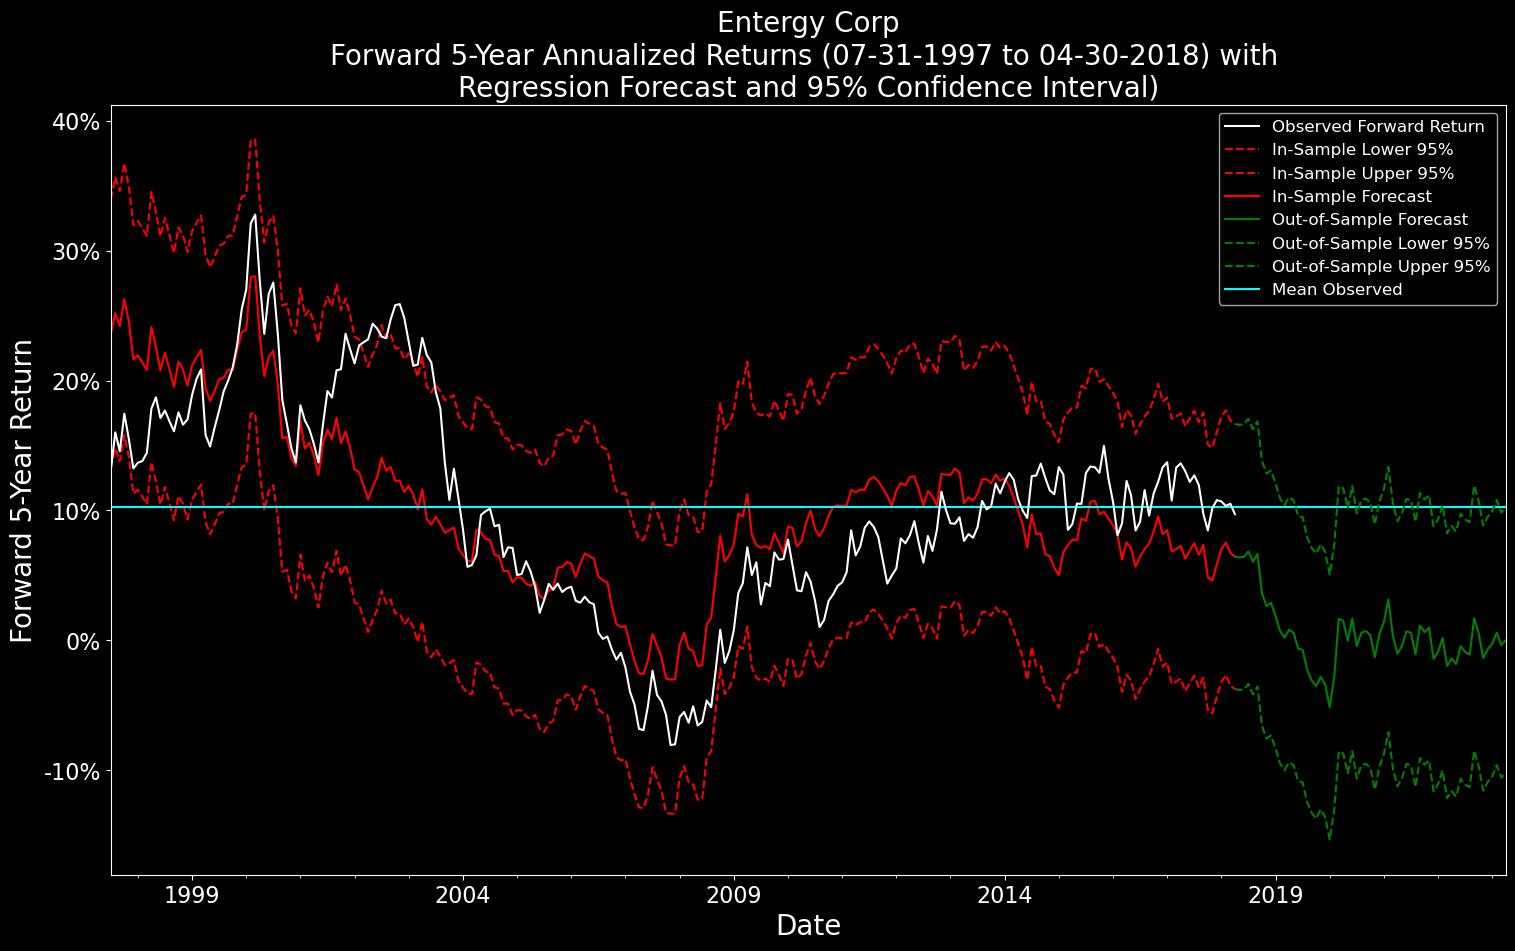 Entergy Corp
Forward 5-Year Annualized Returns (07-31-1997 to 04-30-2018) with
Regression Forecast and 95% Confidence Interval)
Forward 5-Year Return
40%
30%
20%
10%
0%
-10%
Observed Forward Return
In-Sample Lower 95%
In-Sample Upper 95%
In-Sample Forecast
Out-of-Sample Forecast
Out-of-Sample Lower 95%
Out-of-Sample Upper 95%
Mean Observed
1999 2004 2009 2014 2019
Date